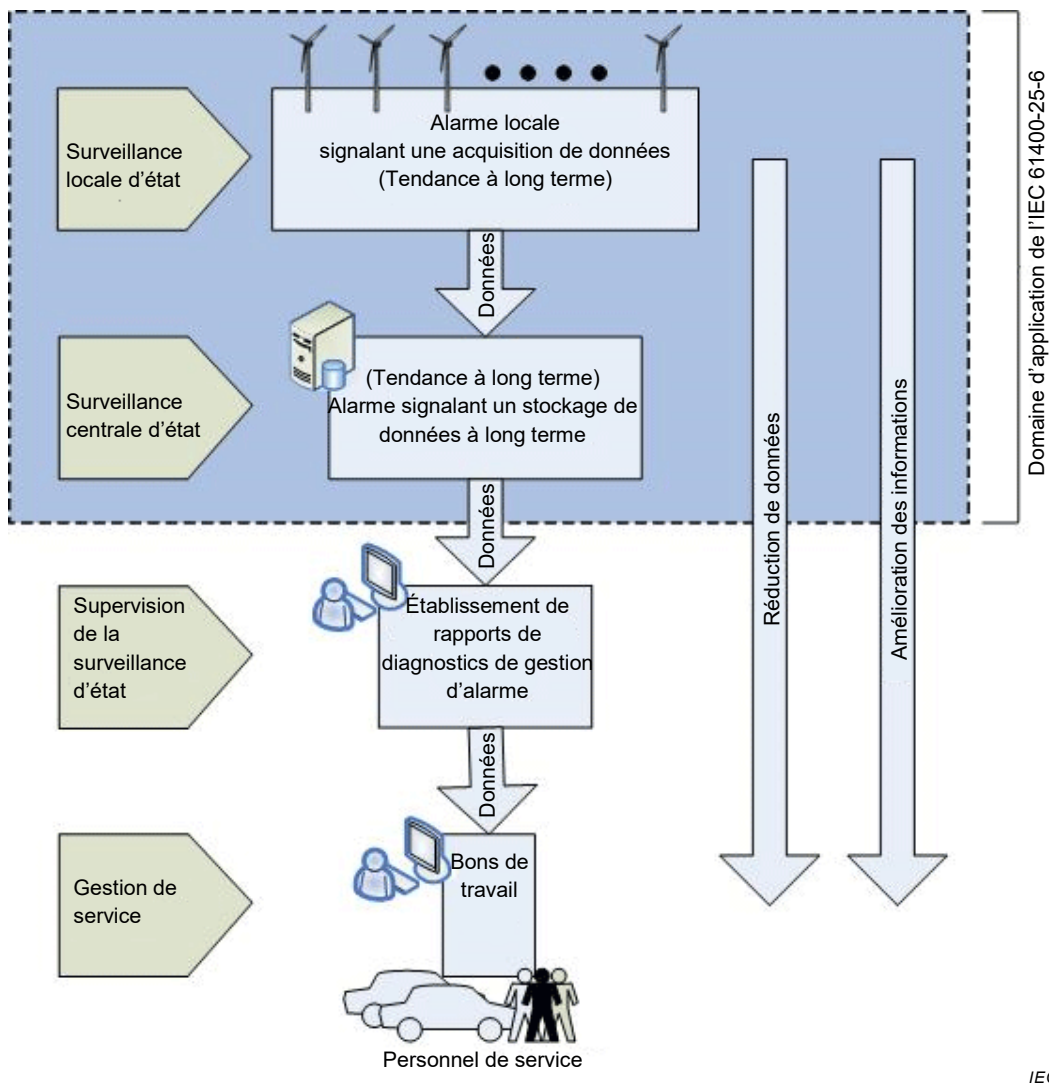 Surveillance
locale d'état
Alarme locale
signalant une acquisition de données
(Tendance à long terme)
Données
Surveillance
centrale d'état
(Tendance à long terme)
Alarme signalant un stockage de
données à long terme
Données
Supervision
de la
surveillance
d'état
Établissement de
rapports de
diagnostics de gestion
d'alarme
Données
Gestion de
service
Bons de
travail
Personnel de service
Réduction de données
Amélioration des informations
Domaine d'application de l'IEC 61400-25-6
IEC